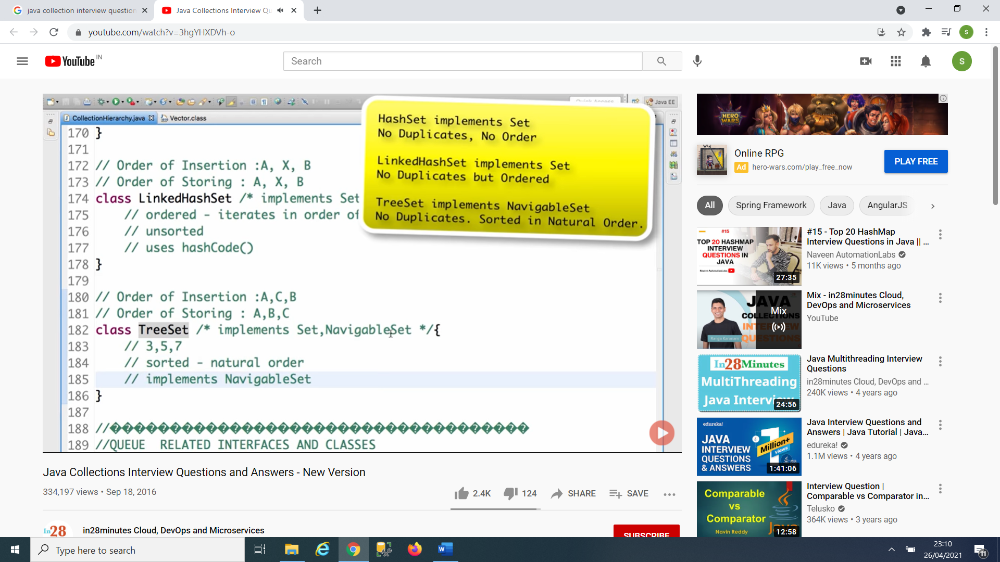 java collection interview question
Java Collections Interview Qu
youtube.com/watch?v=3hgYHXDVh-o
S
YouTube IN
Search
S
Quick Access
Java EE
CollectionHierarchy.java
Vector.class
170 }
171
172 // Order of Insertion :A, X, B
173 // Order of Storing : A, X, B
174 class LinkedHashSet /* implements Set
175 // ordered - iterates in order of
176 // unsorted
177 // uses hashCode()
178 }
179
180 // Order of Insertion :A,C,B
181 // Order of Storing : A,B,C
182 class TreeSet /* implements Set,NavigableSet */{
183 // 3,5,7
184 // sorted - natural order
185 // implements NavigableSet
186 }
187
188 //�������������������������������������������
189 //QUEUE RELATED INTERFACES AND CLASSES
HashSet implements Set
No Duplicates, No Order
LinkedHashSet implements Set
No Duplicates but Ordered
TreeSet implements NavigableSet
No Duplicates. Sorted in Natural Order.
Java Collections Interview Questions and Answers - New Version
334,197 views • Sep 18, 2016
2.4K
124
SHARE
SAVE
In28
in28minutes Cloud, DevOps and Microservices
SUBSCRIBE
HERO
WARS
Online RPG
Ad hero-wars.com/play_free_now
PLAY FREE
All
Spring Framework
Java
AngularJS
#15
TOP 20 HASHMAP
INTERVIEW
QUESTIONS IN
JAVA
Naveen AutomationLabs
27:35
#15 - Top 20 HashMap
Interview Questions in Java || ...
Naveen AutomationLabs
11K views • 5 months ago
JAVA
COLLECTIONS
INTERVIEW
QUESTIONS
Ranga Karanam
Mix
Mix - in28minutes Cloud,
DevOps and Microservices
YouTube
In28Minutes
MultiThreading
Java Interview
24:56
Java Multithreading Interview
Questions
in28minutes Cloud, DevOps and ...
240K views • 4 years ago
edureka!
JAVA
INTERVIEW
QUESTIONS
& ANSWERS
1
Million+
views
1:41:06
Java Interview Questions and
Answers | Java Tutorial | Java...
edureka!
1.1M views • 4 years ago
Comparable
vs
Comparator
Navin Reddy
Java
12:58
Interview Question |
Comparable vs Comparator in...
Telusko
364K views • 3 years ago
Type here to search
23:10
26/04/2021
11